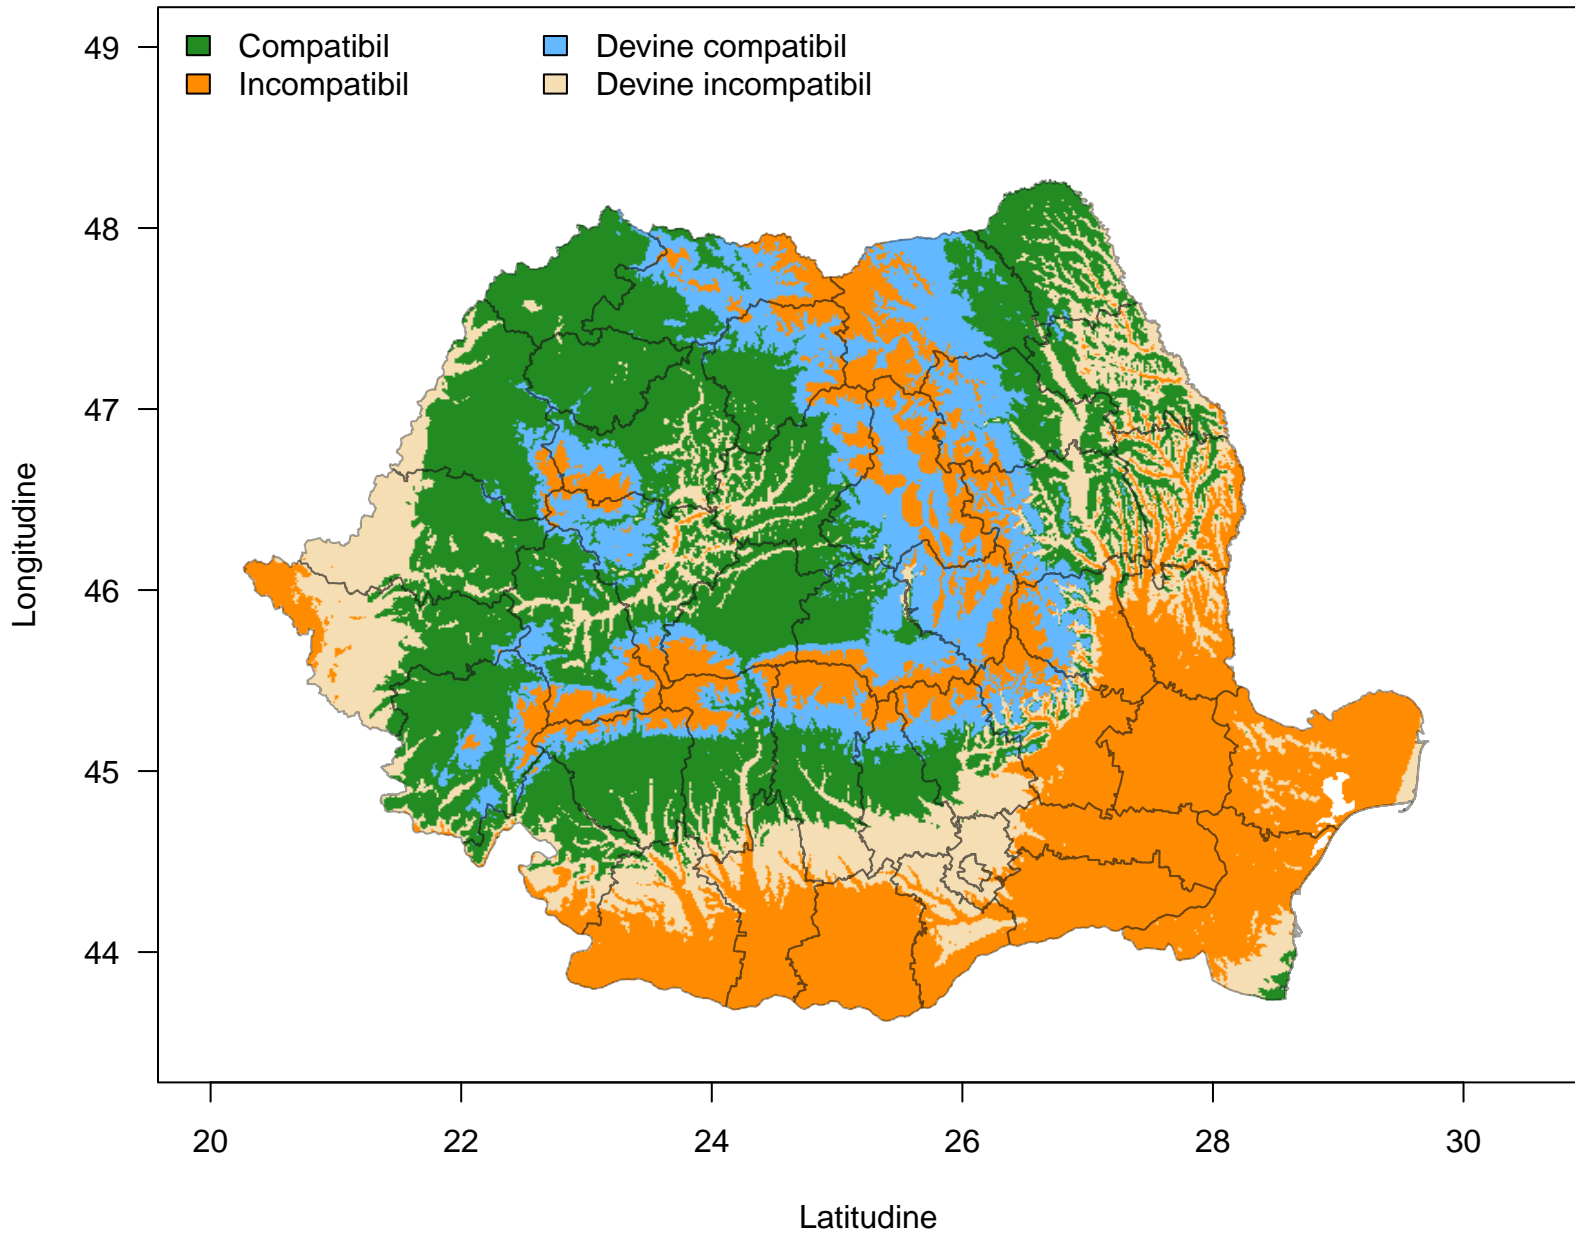 Compatibil
Incompatibil
Devine compatibil
Devine incompatibil
49
48
47
46
45
44
Longitudine
20 22 24 26 28 30
Latitudine